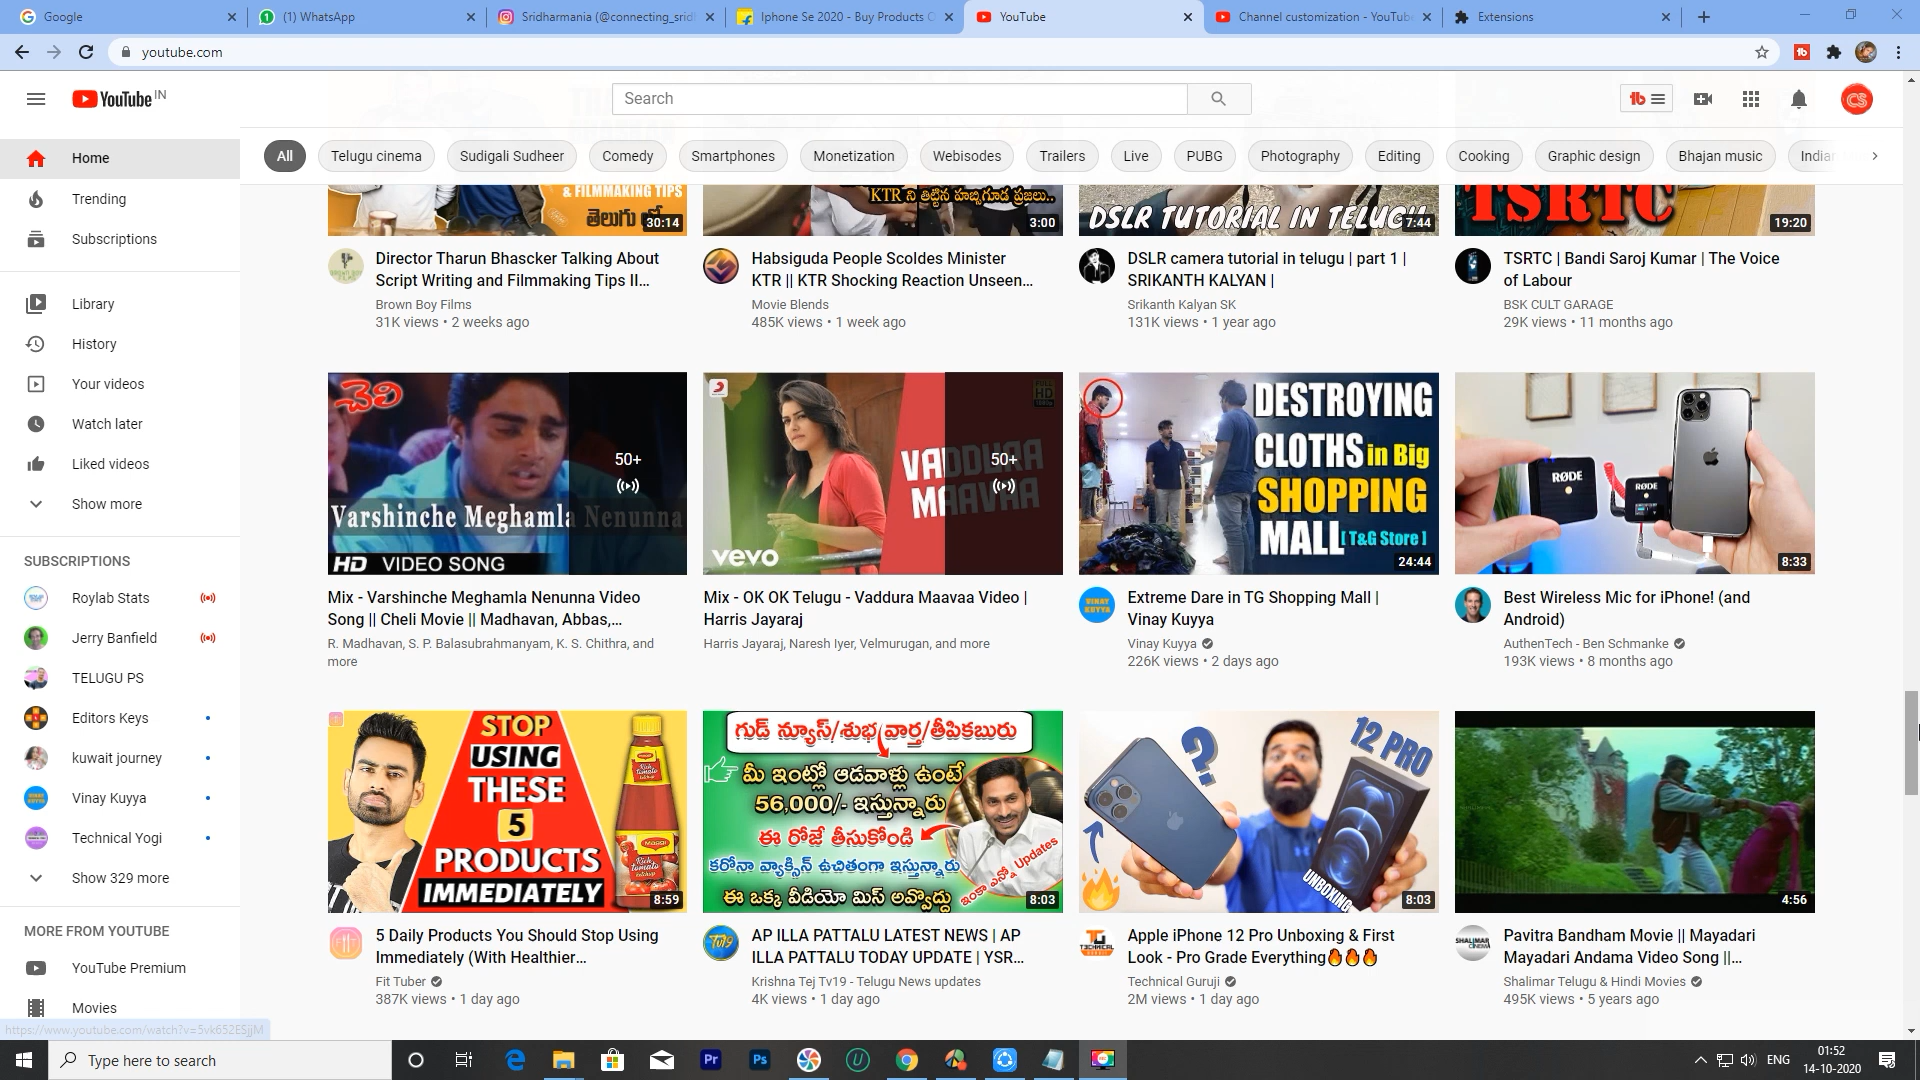 Google
(1) WhatsApp
Sridharmania (@connecting_srid
Iphone Se 2020 - Buy Products O
YouTube
Channel customization - YouTube
Extensions
youtube.com
YouTube IN
Search
All
Telugu cinema
Sudigali Sudheer
Comedy
Smartphones
Monetization
Webisodes
Trailers
Live
PUBG
Photography
Editing
Cooking
Graphic design
Bhajan music
Indian
Home
Trending
Subscriptions
Library
History
Your videos
Watch later
Liked videos
Show more
SUBSCRIPTIONS
Roylab Stats
Jerry Banfield
TELUGU PS
Editors Keys
kuwait journey
Vinay Kuyya
Technical Yogi
Show 329 more
MORE FROM YOUTUBE
YouTube Premium
Movies
& FILMMAKING TIPS
తెలుగు లో
30:14
KTR ని తిట్టిన హబ్సిగూడ ప్రజలు..
3:00
DSLR TUTORIAL IN TELUGU
7:44
TSRTC
19:20
Director Tharun Bhascker Talking About
Script Writing and Filmmaking Tips II...
Brown Boy Films
31K views • 2 weeks ago
Habsiguda People Scoldes Minister
KTR || KTR Shocking Reaction Unseen...
Movie Blends
485K views • 1 week ago
DSLR camera tutorial in telugu | part 1 |
SRIKANTH KALYAN |
Srikanth Kalyan SK
131K views • 1 year ago
TSRTC | Bandi Saroj Kumar | The Voice
of Labour
BSK CULT GARAGE
29K views • 11 months ago
చెలి
50+
Varshinche Meghamla Nenunna
HD VIDEO SONG
50+
VADDURA
MAAVAA
vevo
DESTROYING
CLOTHS in Big
SHOPPING
MALL [ T&G Store ]
24:44
RØDE
RØDE
8:33
Mix - Varshinche Meghamla Nenunna Video
Song || Cheli Movie || Madhavan, Abbas,...
R. Madhavan, S. P. Balasubrahmanyam, K. S. Chithra, and
more
Mix - OK OK Telugu - Vaddura Maavaa Video |
Harris Jayaraj
Harris Jayaraj, Naresh Iyer, Velmurugan, and more
Extreme Dare in TG Shopping Mall |
Vinay Kuyya
Vinay Kuyya
226K views • 2 days ago
Best Wireless Mic for iPhone! (and
Android)
AuthenTech - Ben Schmanke
193K views • 8 months ago
STOP
USING
THESE
5
PRODUCTS
IMMEDIATELY
8:59
గుడ్ న్యూస్/శుభవార్త/తీపికబురు
మీ ఇంట్లో ఆడవాళ్లు ఉంటే
56,000/- ఇస్తున్నారు
ఈ రోజే తీసుకోండి
కరోనా వ్యాక్సిన్ ఉచితంగా ఇస్తున్నారు
ఇంకా ఎన్నో Updates
ఈ ఒక్క వీడియో మిస్ అవ్వొద్దు
8:03
?
12 PRO
UNBOXING
8:03
4:56
5 Daily Products You Should Stop Using
Immediately (With Healthier...
Fit Tuber
387K views • 1 day ago
AP ILLA PATTALU LATEST NEWS | AP
ILLA PATTALU TODAY UPDATE | YSR...
Krishna Tej Tv19 - Telugu News updates
4K views • 1 day ago
Apple iPhone 12 Pro Unboxing & First
Look - Pro Grade Everything🔥🔥🔥
Technical Guruji
2M views • 1 day ago
Pavitra Bandham Movie || Mayadari
Mayadari Andama Video Song ||...
Shalimar Telugu & Hindi Movies
495K views • 5 years ago
https://www.youtube.com/watch?v=5vk652ESjjM
Type here to search
ENG
01:52
14-10-2020